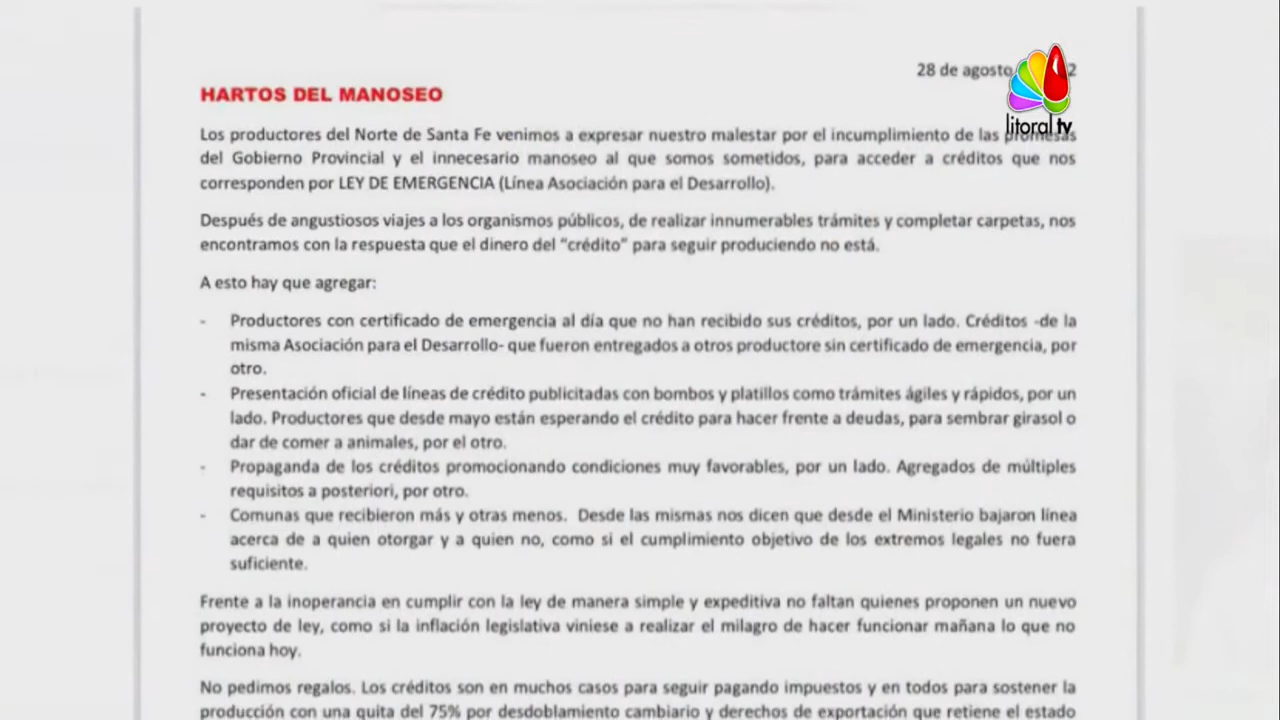 28 de agosto 2
litoral tv
HARTOS DEL MANOSEO
Los productores del Norte de Santa Fe venimos a expresar nuestro malestar por el incumplimiento de las promesas
del Gobierno Provincial y el innecesario manoseo al que somos sometidos, para acceder a créditos que nos
corresponden por LEY DE EMERGENCIA (Línea Asociación para el Desarrollo).
Después de angustiosos viajes a los organismos públicos, de realizar innumerables trámites y completar carpetas, nos
encontramos con la respuesta que el dinero del “crédito” para seguir produciendo no está.
A esto hay que agregar:
- Productores con certificado de emergencia al día que no han recibido sus créditos, por un lado. Créditos -de la
misma Asociación para el Desarrollo- que fueron entregados a otros productore sin certificado de emergencia, por
otro.
- Presentación oficial de líneas de crédito publicitadas con bombos y platillos como trámites ágiles y rápidos, por un
lado. Productores que desde mayo están esperando el crédito para hacer frente a deudas, para sembrar girasol o
dar de comer a animales, por el otro.
- Propaganda de los créditos promocionando condiciones muy favorables, por un lado. Agregados de múltiples
requisitos a posteriori, por otro.
- Comunas que recibieron más y otras menos. Desde las mismas nos dicen que desde el Ministerio bajaron línea
acerca de a quien otorgar y a quien no, como si el cumplimiento objetivo de los extremos legales no fuera
suficiente.
Frente a la inoperancia en cumplir con la ley de manera simple y expeditiva no faltan quienes proponen un nuevo
proyecto de ley, como si la inflación legislativa viniese a realizar el milagro de hacer funcionar mañana lo que no
funciona hoy.
No pedimos regalos. Los créditos son en muchos casos para seguir pagando impuestos y en todos para sostener la
producción con una quita del 75% por desdoblamiento cambiario y derechos de exportación que retiene el estado